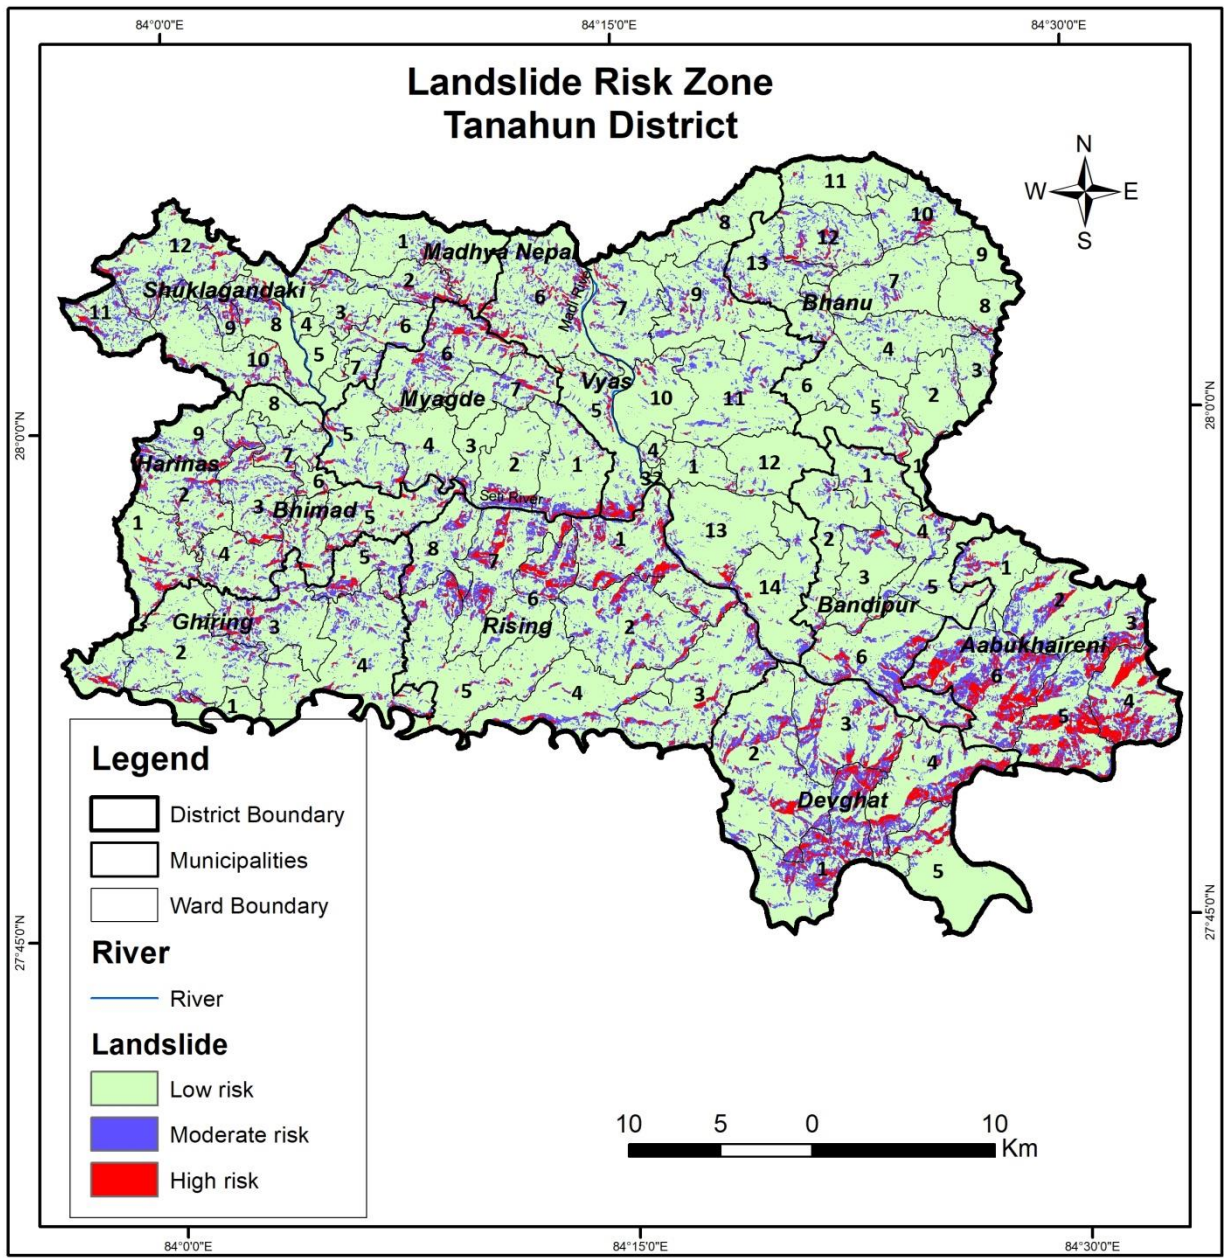 84°0'0"E
84°15'0"E
84°30'0"E
Landslide Risk Zone
Tanahun District
N
W E
S
11
8
10
12
12
1
Madhya Nepal
9
13
2
7
Shuklagandaki
6
9
8
Bhanu
11
3
7
Madi River
9
8
4
6
4
10
5
7
6
3
7
Vyas
6
2
Myagde
5
10
11
5
8
28°0'0"N
28°0'0"N
9
5
4
3
4
7
2
1
1
12
1
1
Harinas
6
32
2
3
Bhimad
5
Seti River
1
1
13
4
4
5
8
2
7
1
3
5
6
14
2
Ghiring
3
Rising
2
Bandipur
3
2
Aabukhaireni
4
6
6
5
4
3
4
1
3
5
2
4
Devghat
1
5
Legend
District Boundary
Municipalities
Ward Boundary
River
River
Landslide
Low risk
Moderate risk
High risk
27°45'0"N
27°45'0"N
10 5 0 10
Km
84°0'0"E
84°15'0"E
84°30'0"E